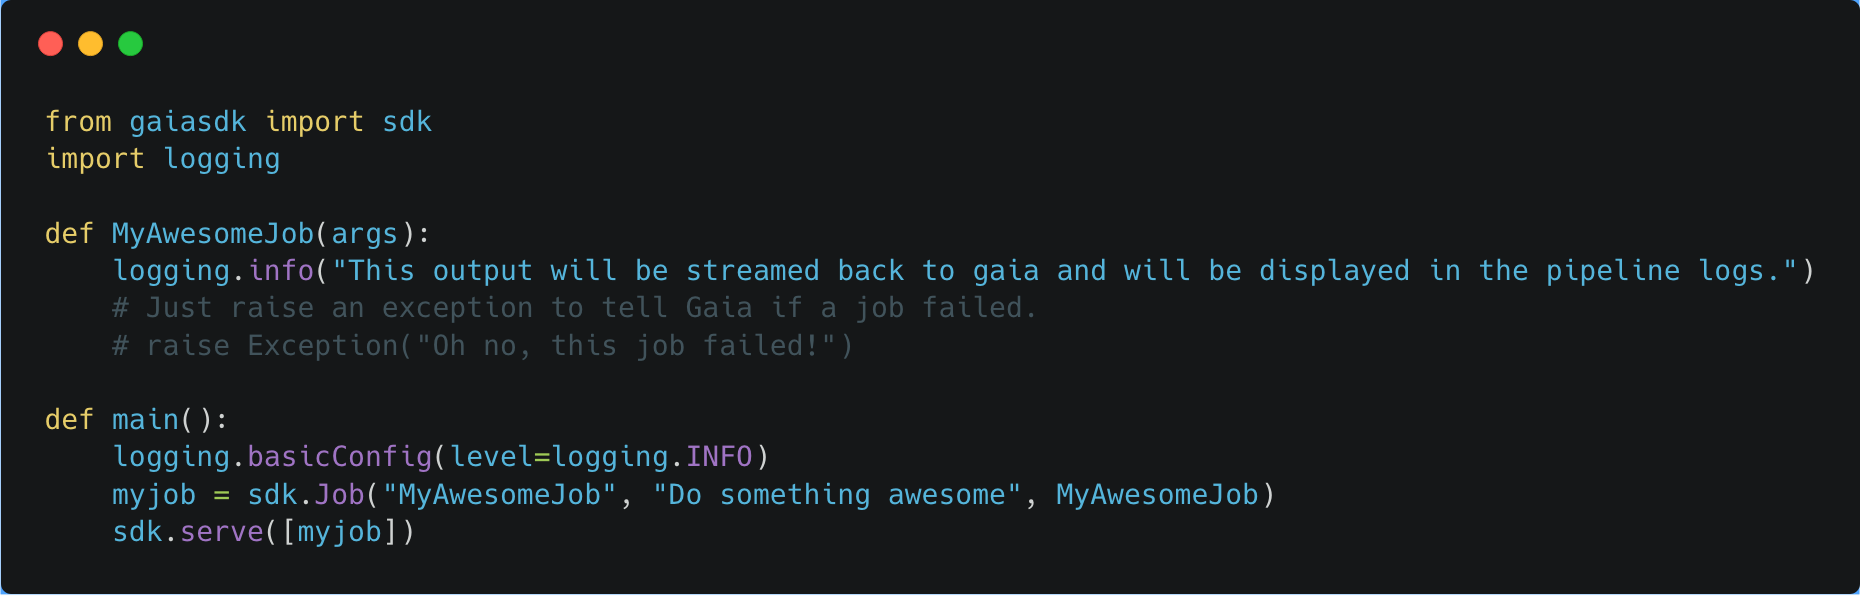 from gaiasdk import sdk
import logging

def MyAwesomeJob(args):
    logging.info("This output will be streamed back to gaia and will be displayed in the pipeline logs.")
    # Just raise an exception to tell Gaia if a job failed.
    # raise Exception("Oh no, this job failed!")

def main():
    logging.basicConfig(level=logging.INFO)
    myjob = sdk.Job("MyAwesomeJob", "Do something awesome", MyAwesomeJob)
    sdk.serve([myjob])